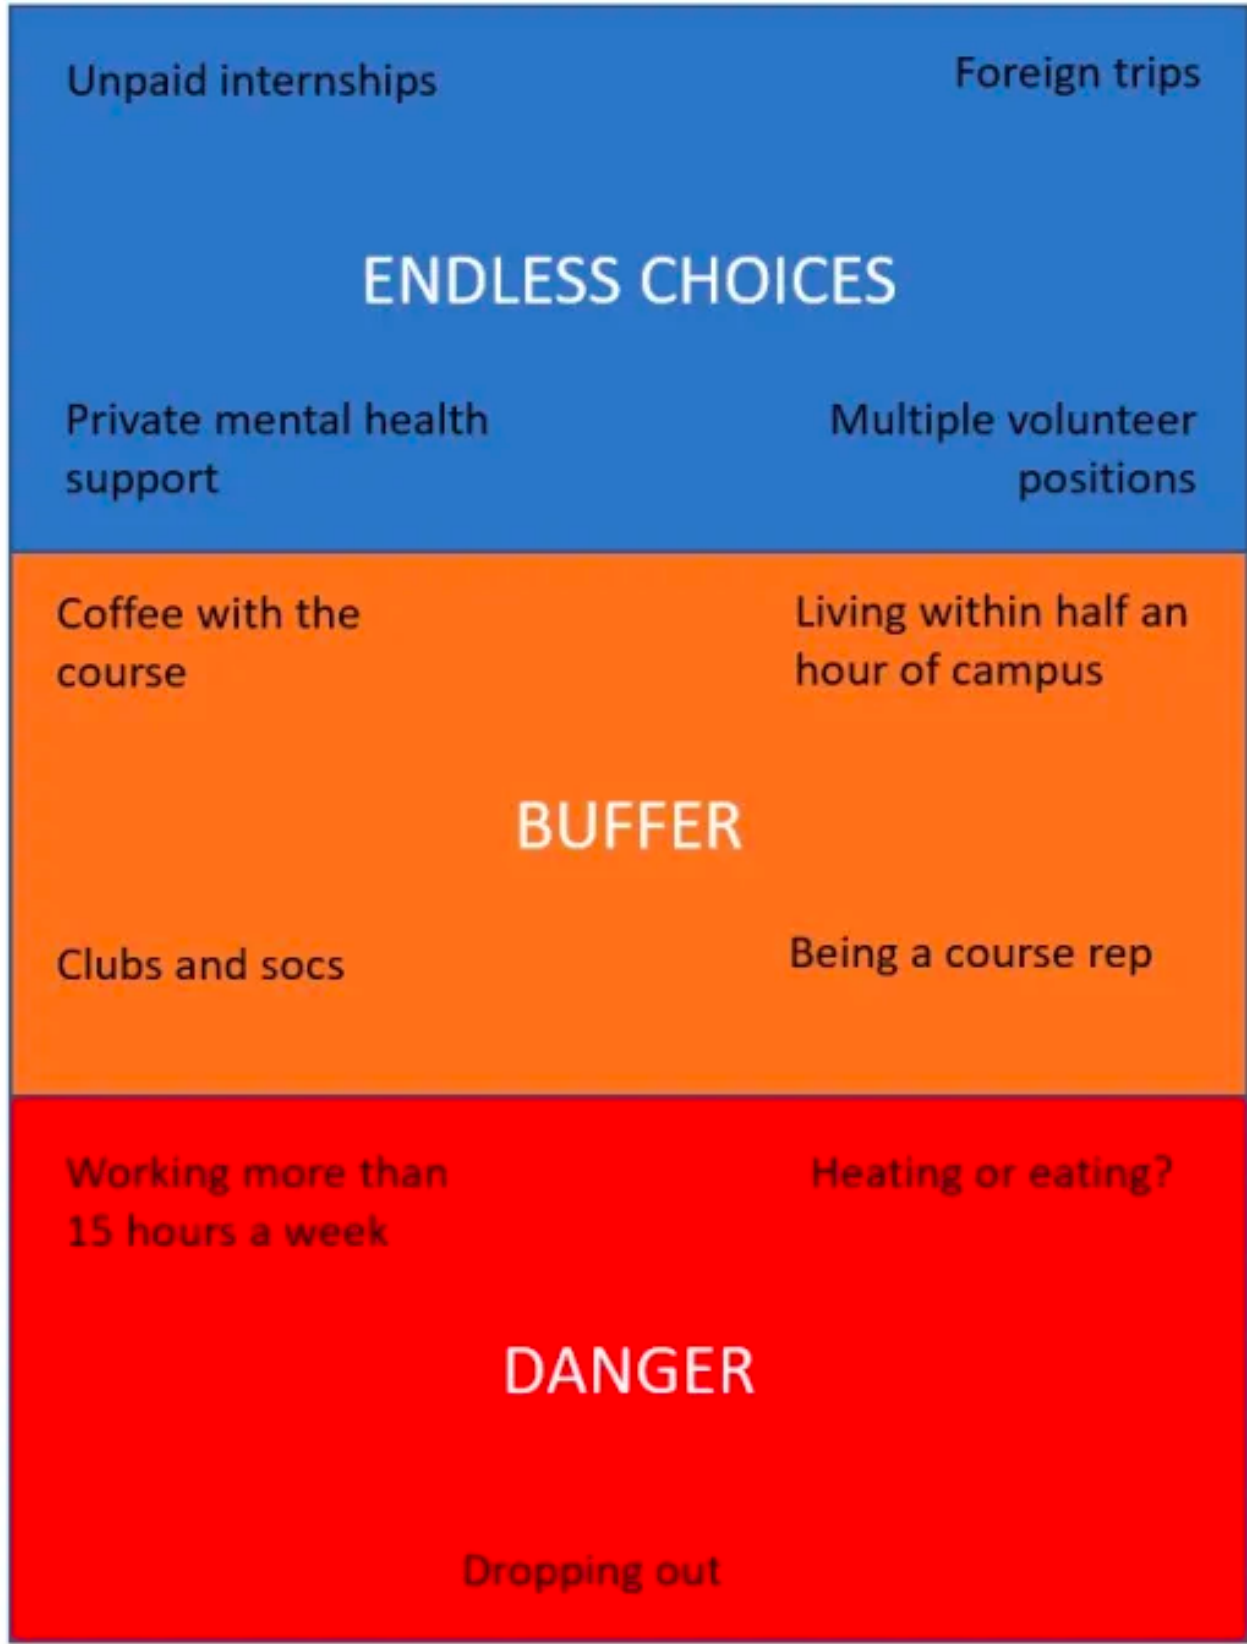 Unpaid internships
Foreign trips
ENDLESS CHOICES
Private mental health
support
Multiple volunteer
positions
Coffee with the
course
Living within half an
hour of campus
BUFFER
Clubs and socs
Being a course rep
Working more than
15 hours a week
Heating or eating?
DANGER
Dropping out